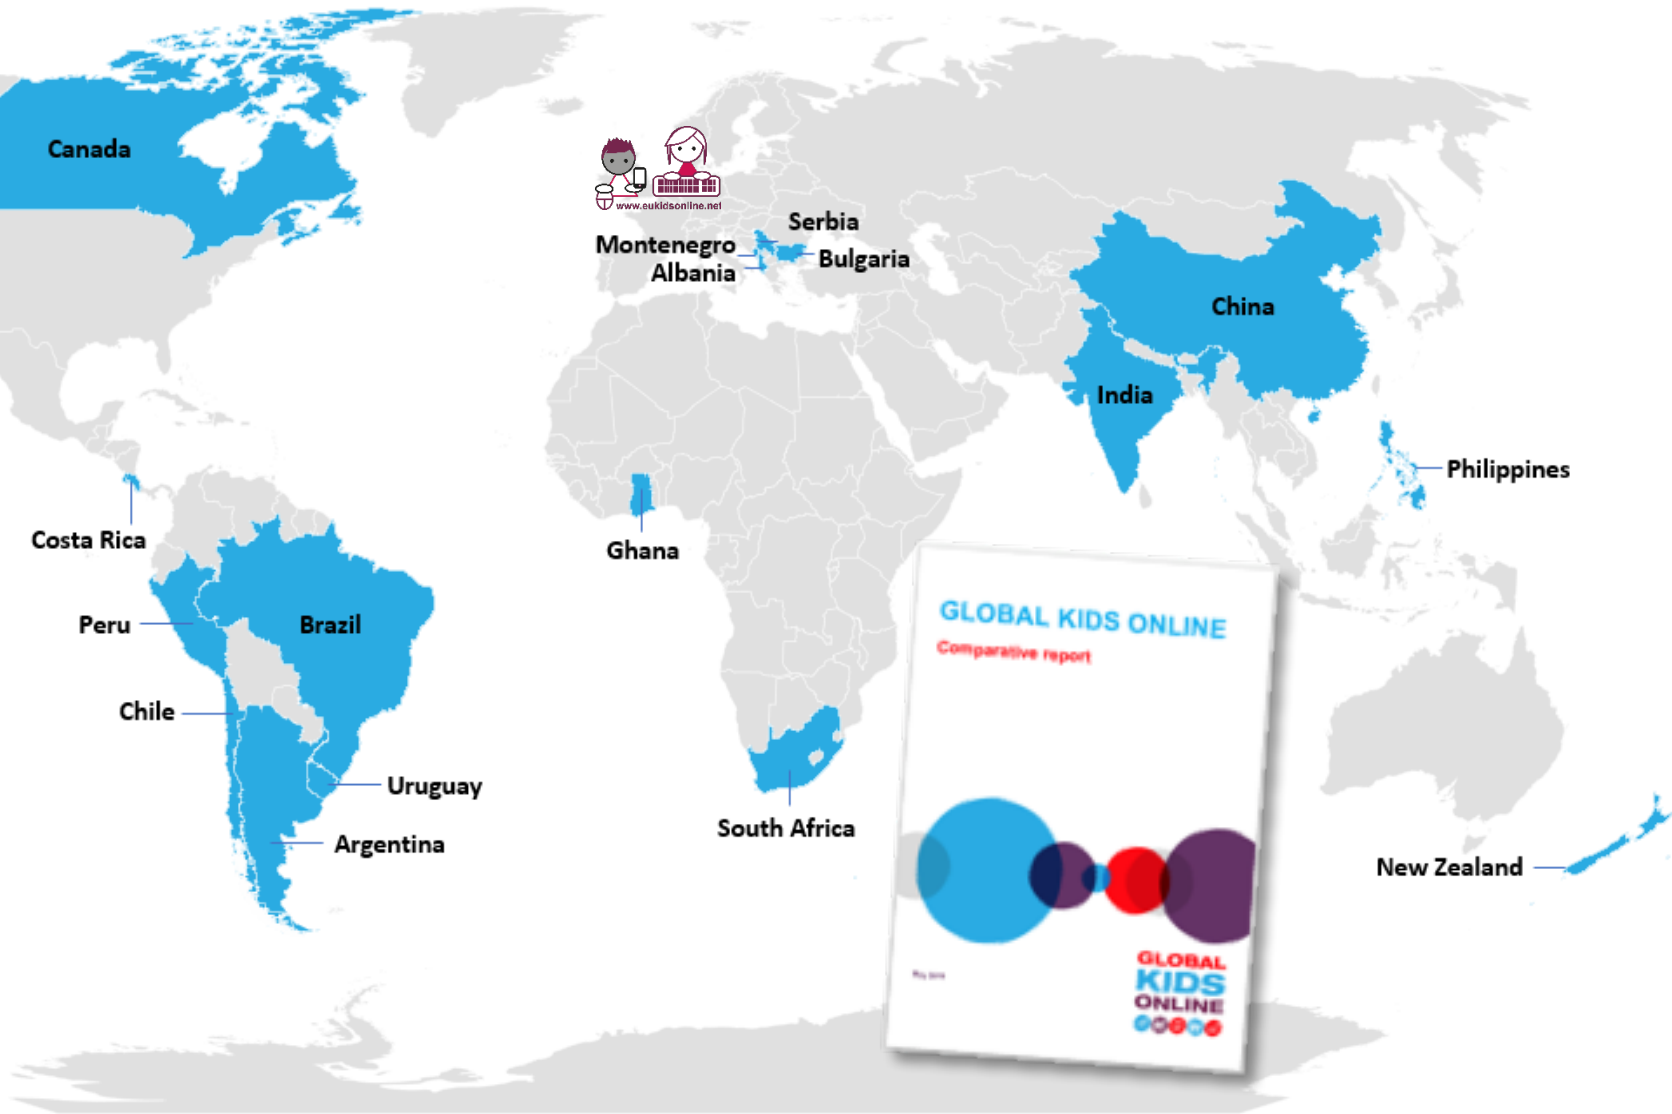 Canada
www.eukidsonline.net
Serbia
Montenegro
Bulgaria
Albania
China
India
Philippines
Costa Rica
Ghana
Peru
Brazil
Chile
Uruguay
Argentina
South Africa
New Zealand
GLOBAL KIDS ONLINE
Comparative report
GLOBAL
KIDS
ONLINE